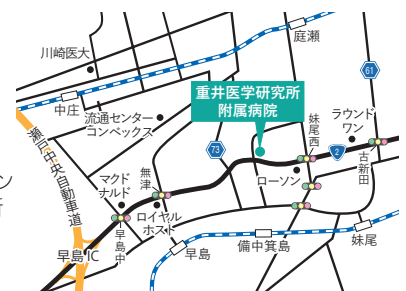 庭瀬
川崎医大
61
中庄
重井医学研究所
附属病院
流通センター
コンベックス
妹尾西
ラウンド
ワン
2
古新田
73
瀬戸中央自動車道
無津
マクド
ナルド
ローソン
ン
所
ロイヤル
ホスト
早島中
早島IC
早島
備中箕島
妹尾